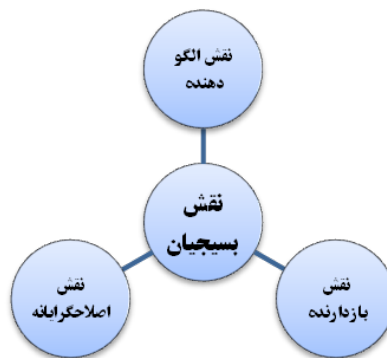 نقش الگو
دهنده
نقش
بسیجیان
نقش
بازدارنده
نقش
اصلاحگرایانه